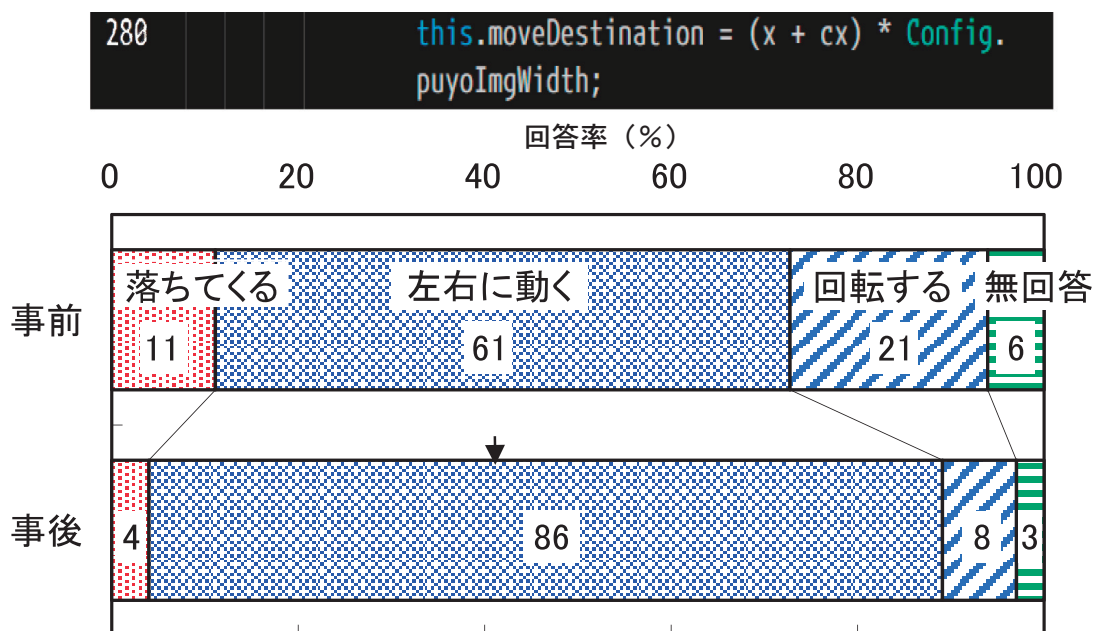 280 this.moveDestination = (x + cx) * Config.
puyoImgWidth;
回答率（%）
0 20 40 60 80 100
落ちてくる 左右に動く 回転する 無回答
事前
11 61 21 6
事後
4 86 8 3